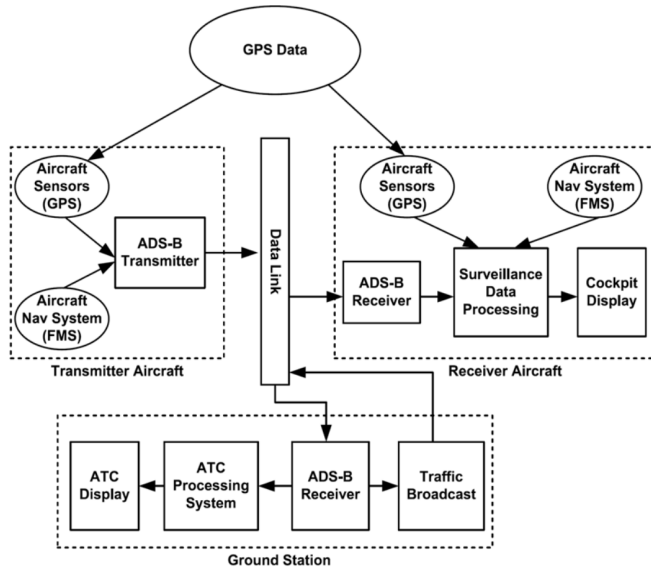 GPS Data
Aircraft
Sensors
(GPS)
ADS-B
Transmitter
Aircraft
Nav System
(FMS)
Transmitter Aircraft
Data Link
Aircraft
Sensors
(GPS)
Aircraft
Nav System
(FMS)
ADS-B
Receiver
Surveillance
Data
Processing
Cockpit
Display
Receiver Aircraft
ATC
Display
ATC
Processing
System
ADS-B
Receiver
Traffic
Broadcast
Ground Station